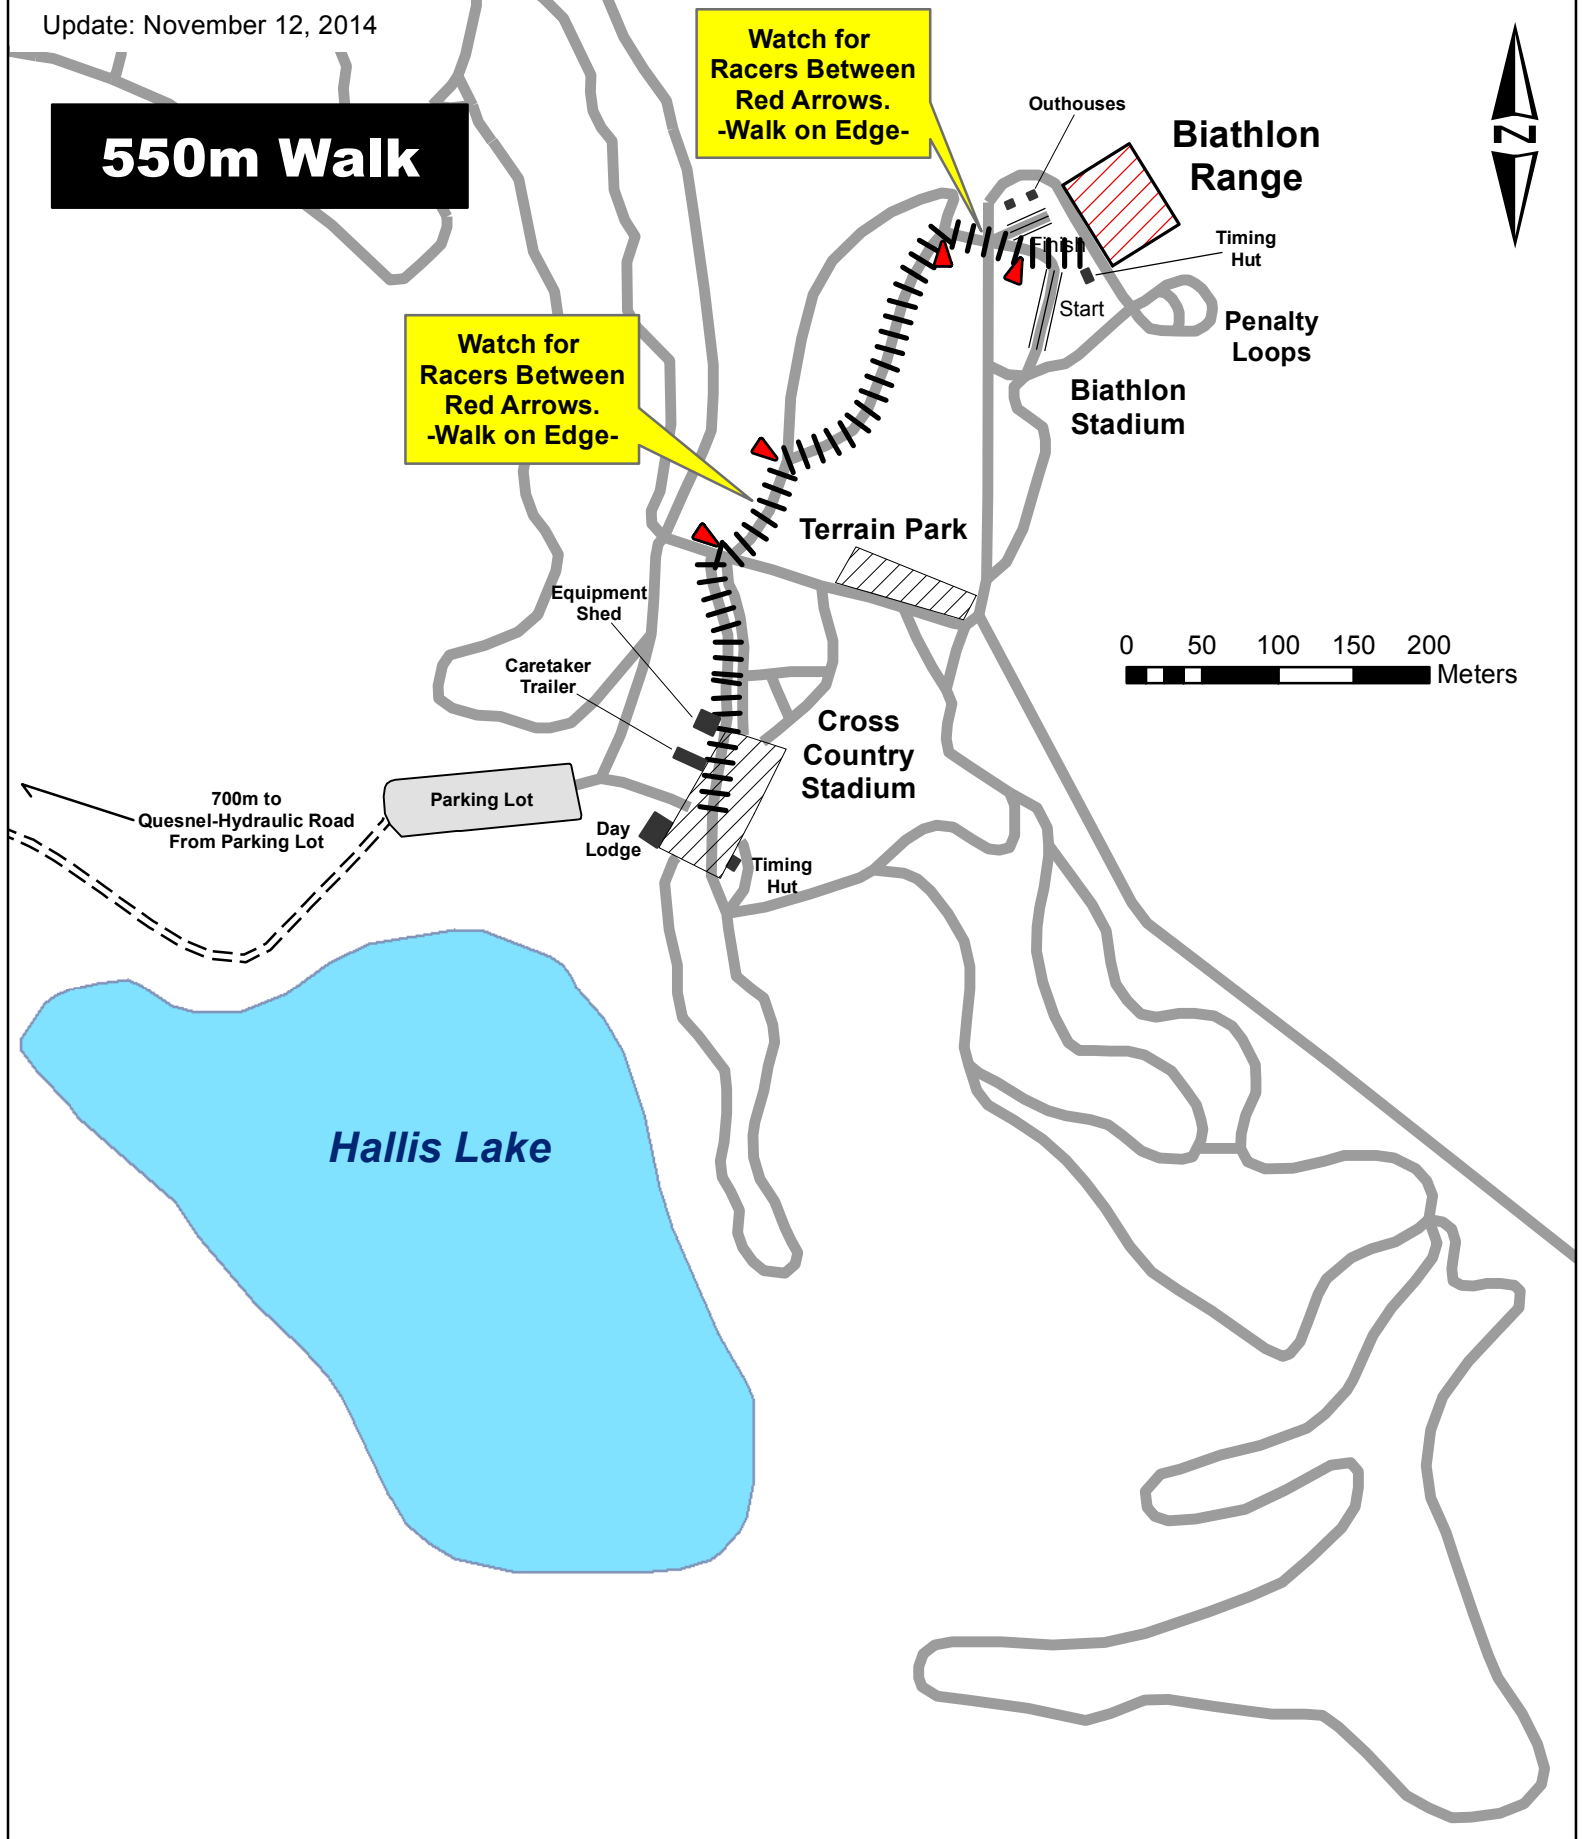 Update: November 12, 2014
550m Walk
Watch for
Racers Between
Red Arrows.
-Walk on Edge-
Outhouses
Biathlon
Range
N
Finish
Timing
Hut
Start
Penalty
Loops
Watch for
Racers Between
Red Arrows.
-Walk on Edge-
Biathlon
Stadium
Terrain Park
Equipment
Shed
0 50 100 150 200
Meters
Caretaker
Trailer
Cross
Country
Stadium
700m to
Quesnel-Hydraulic Road
From Parking Lot
Parking Lot
Day
Lodge
Timing
Hut
Hallis Lake